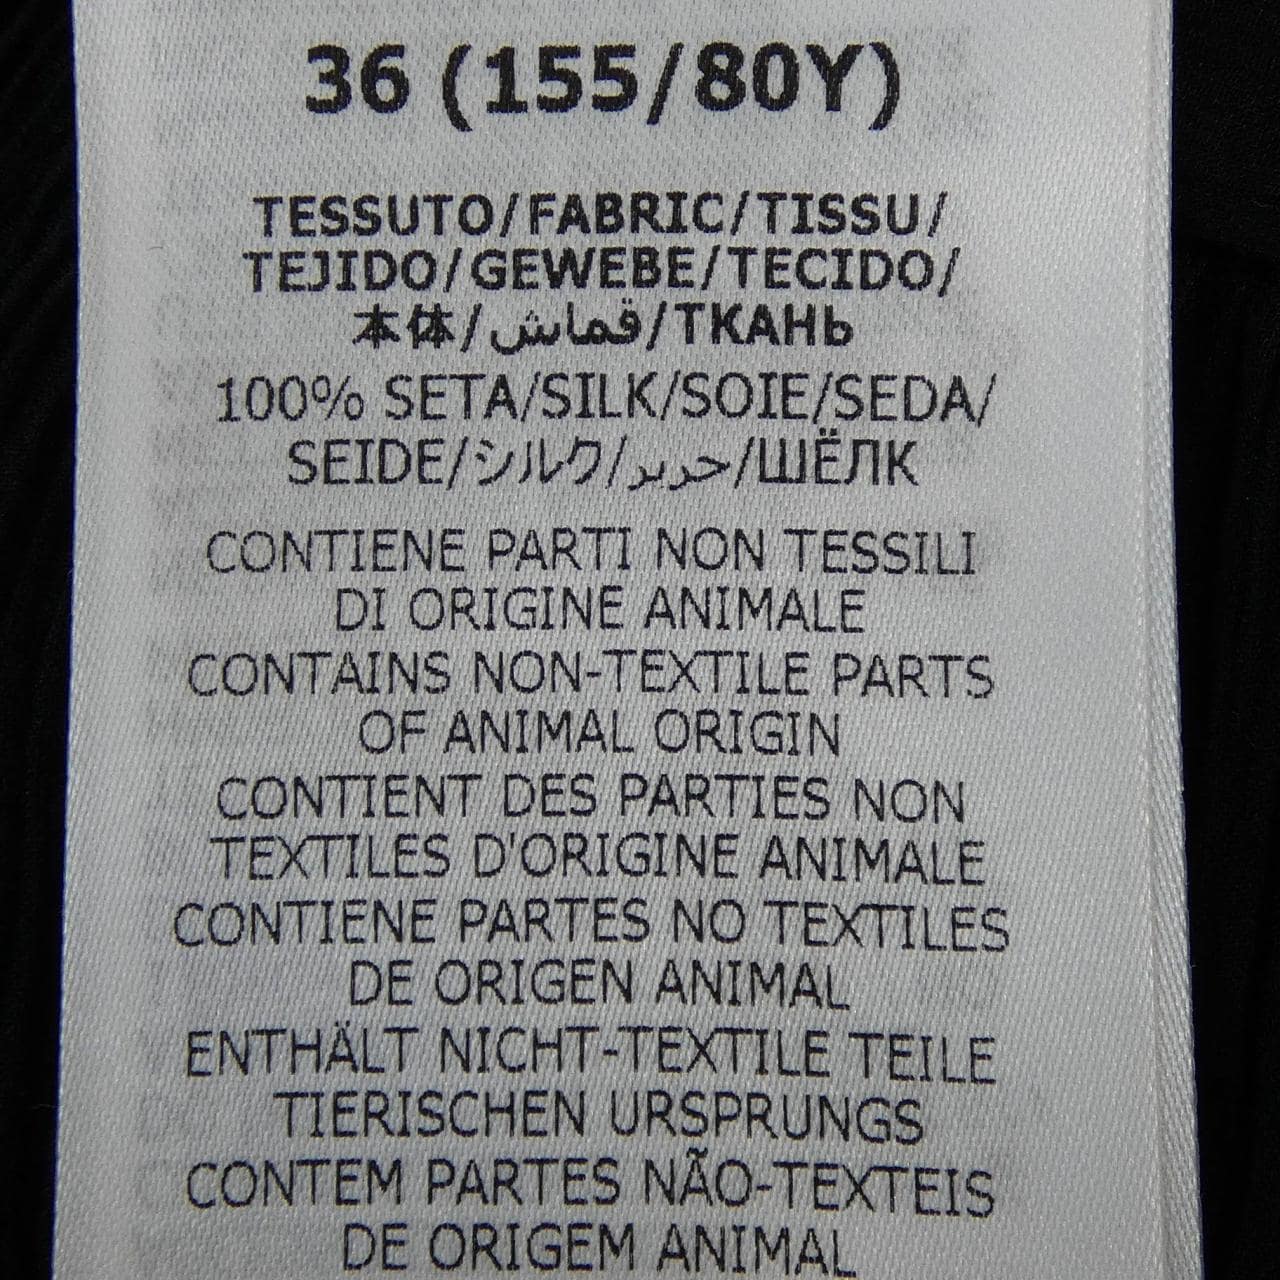 36 (155/80Y)
TESSUTO/FABRIC/TISSU/
TEJIDO/GEWEBE/TECIDO/
本体/قماش/ТКАНЬ
100% SETA/SILK/SOIE/SEDA/
SEIDE/シルク/حرير/ШЁЛК
CONTIENE PARTI NON TESSILI
DI ORIGINE ANIMALE
CONTAINS NON-TEXTILE PARTS
OF ANIMAL ORIGIN
CONTIENT DES PARTIES NON
TEXTILES D'ORIGINE ANIMALE
CONTIENE PARTES NO TEXTILES
DE ORIGEN ANIMAL
ENTHÄLT NICHT-TEXTILE TEILE
TIERISCHEN URSPRUNGS
CONTEM PARTES NÃO-TEXTEIS
DE ORIGEM ANIMAL